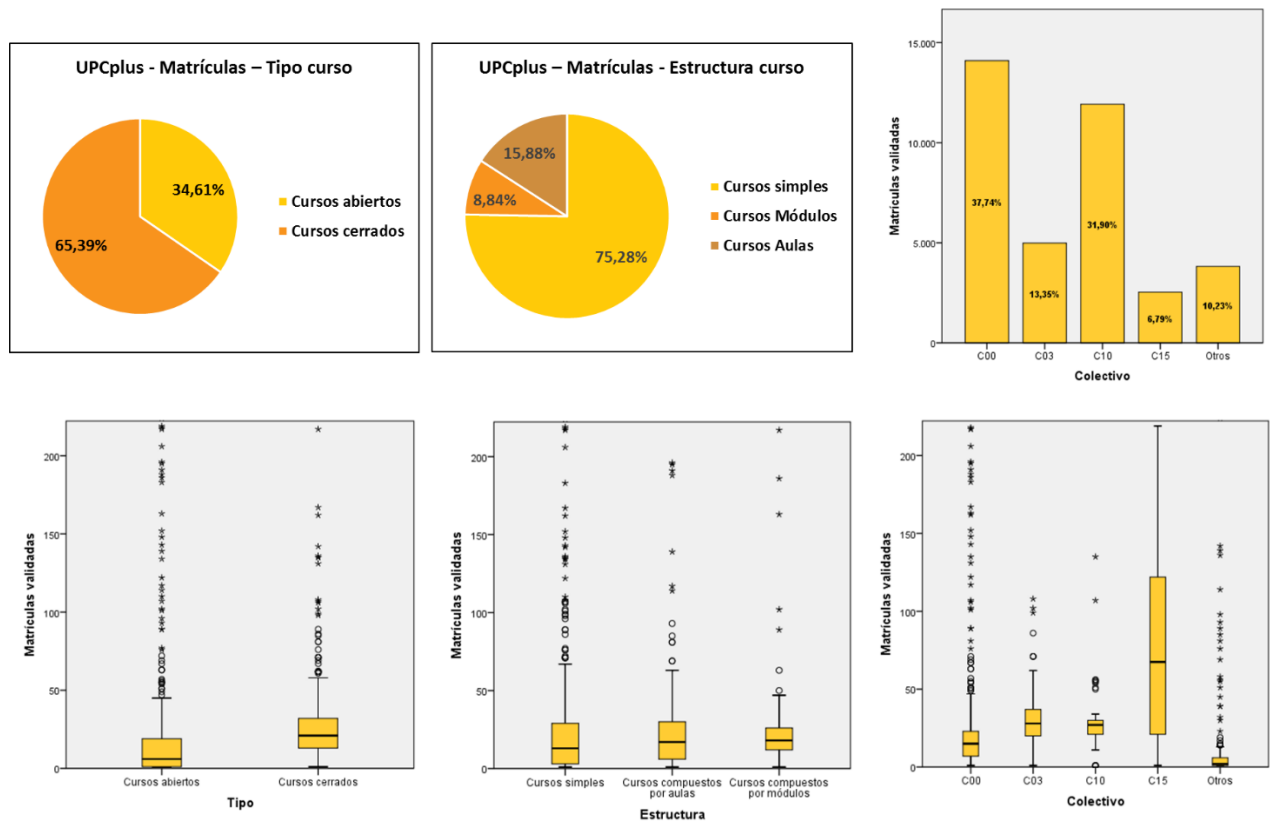 UPCplus - Matrículas – Tipo curso
34,61%
65,39%
Cursos abiertos
Cursos cerrados
UPCplus – Matrículas - Estructura curso
15,88%
8,84%
75,28%
Cursos simples
Cursos Módulos
Cursos Aulas
Matrículas validadas
15.000
10.000
5.000
0
37,74%
13,35%
31,90%
6,79%
10,23%
C00 C03 C10 C15 Otros
Colectivo
Matrículas validadas
200
150
100
50
0
Cursos abiertos Cursos cerrados
Tipo
Matrículas validadas
200
150
100
50
0
Cursos simples Cursos compuestos Cursos compuestos
por aulas por módulos
Estructura
Matrículas validadas
200
150
100
50
0
C00 C03 C10 C15 Otros
Colectivo